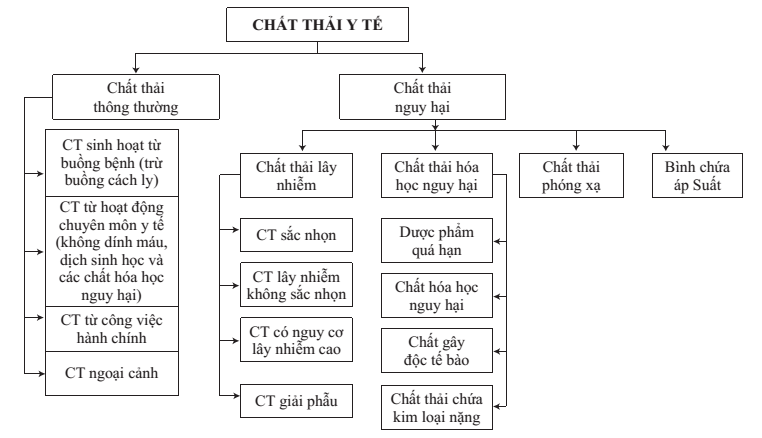 CHẤT THẢI Y TẾ
Chất thải
thông thường
Chất thải
nguy hại
CT sinh hoạt từ
buồng bệnh (trừ
buồng cách ly)
CT từ hoạt động
chuyên môn y tế
(không dính máu,
dịch sinh học và
các chất hóa học
nguy hại)
CT từ công việc
hành chính
CT ngoại cảnh
Chất thải lây
nhiễm
CT sắc nhọn
CT lây nhiễm
không sắc nhọn
CT có nguy cơ
lây nhiễm cao
CT giải phẫu
Chất thải hóa
học nguy hại
Dược phẩm
quá hạn
Chất hóa học
nguy hại
Chất gây
độc tế bào
Chất thải chứa
kim loại nặng
Chất thải
phóng xạ
Bình chứa
áp Suất